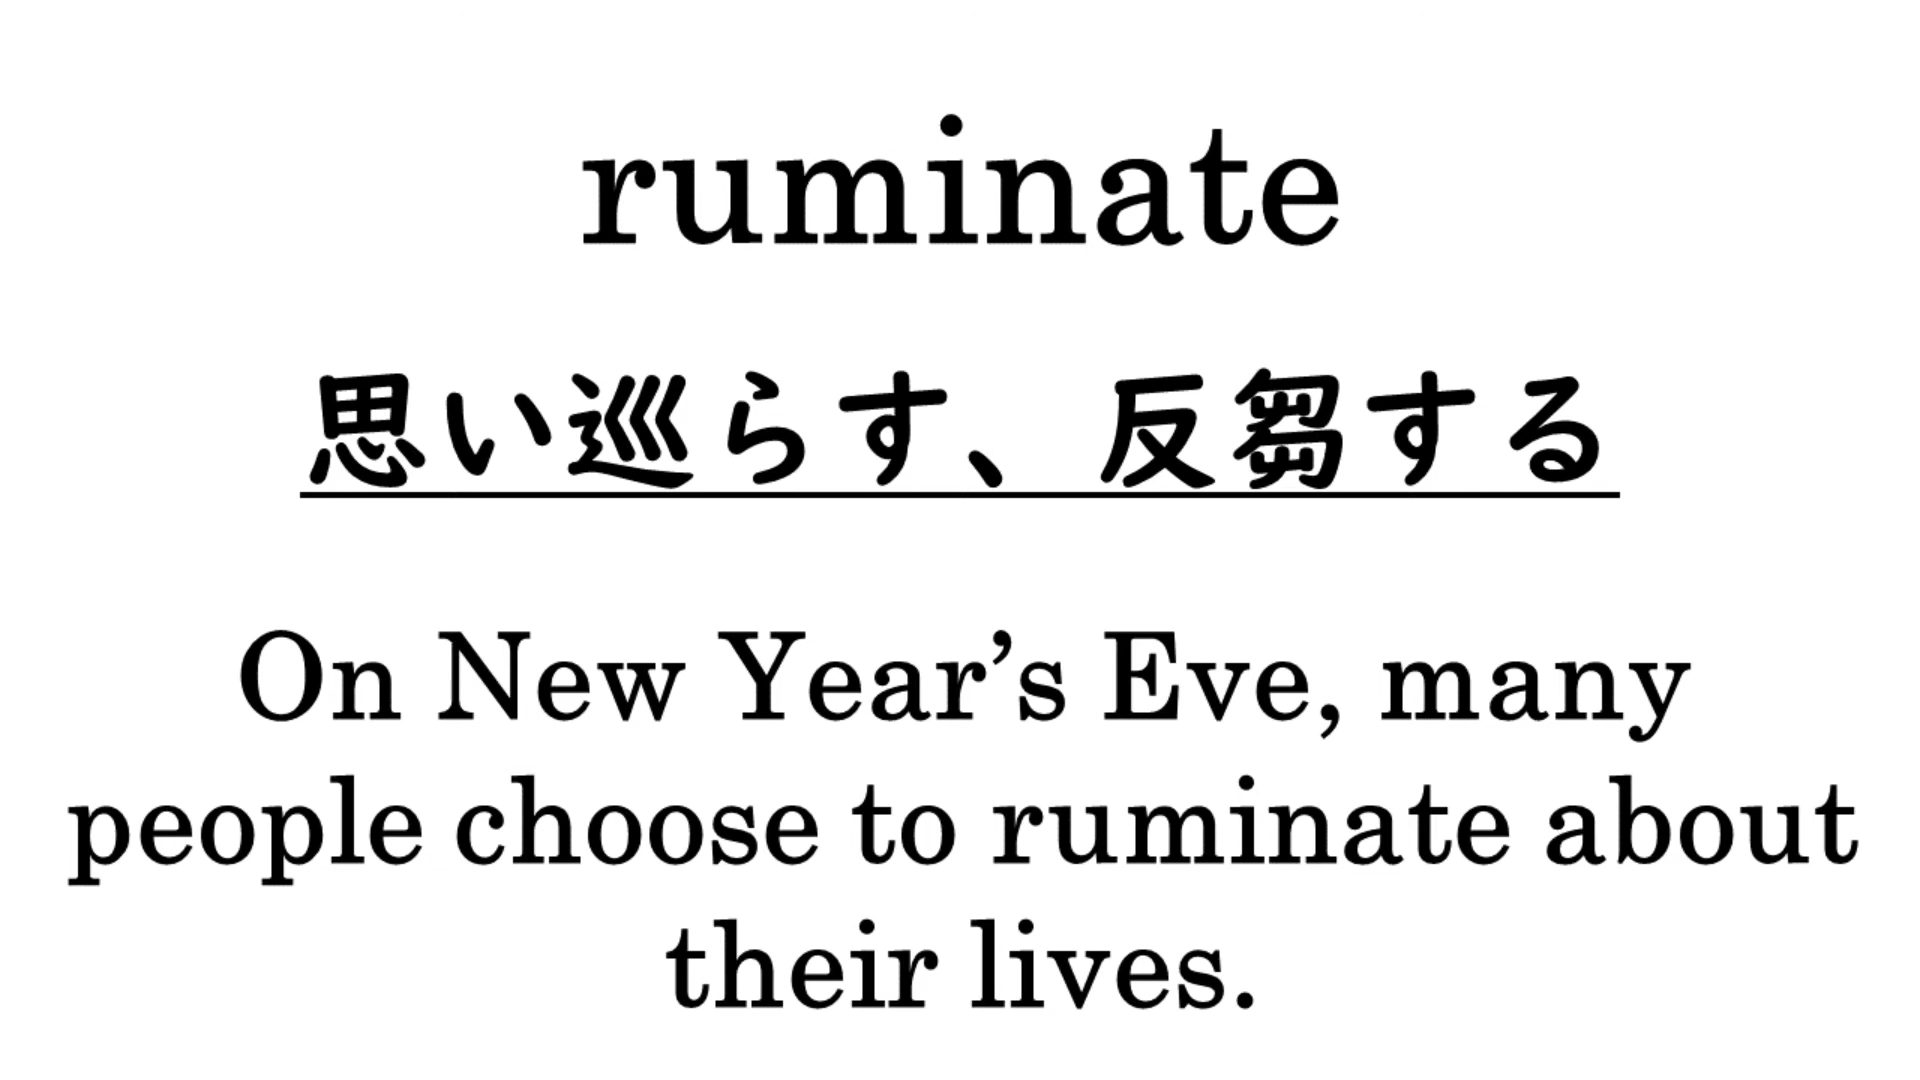 ruminate
思い巡らす、反芻する
On New Year’s Eve, many
people choose to ruminate about
their lives.